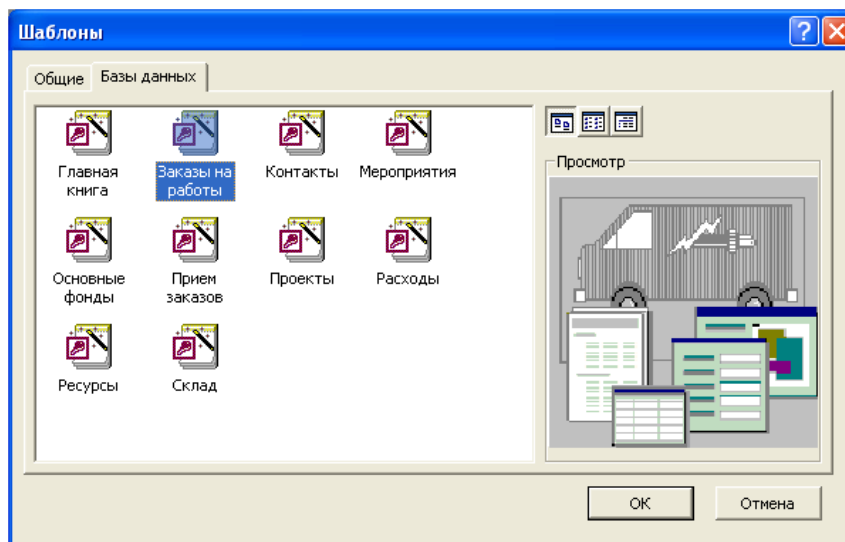 Шаблоны
Общие
Базы данных
Главная
книга
Заказы на
работы
Контакты
Мероприятия
Основные
фонды
Прием
заказов
Проекты
Расходы
Ресурсы
Склад
Просмотр
ОК
Отмена